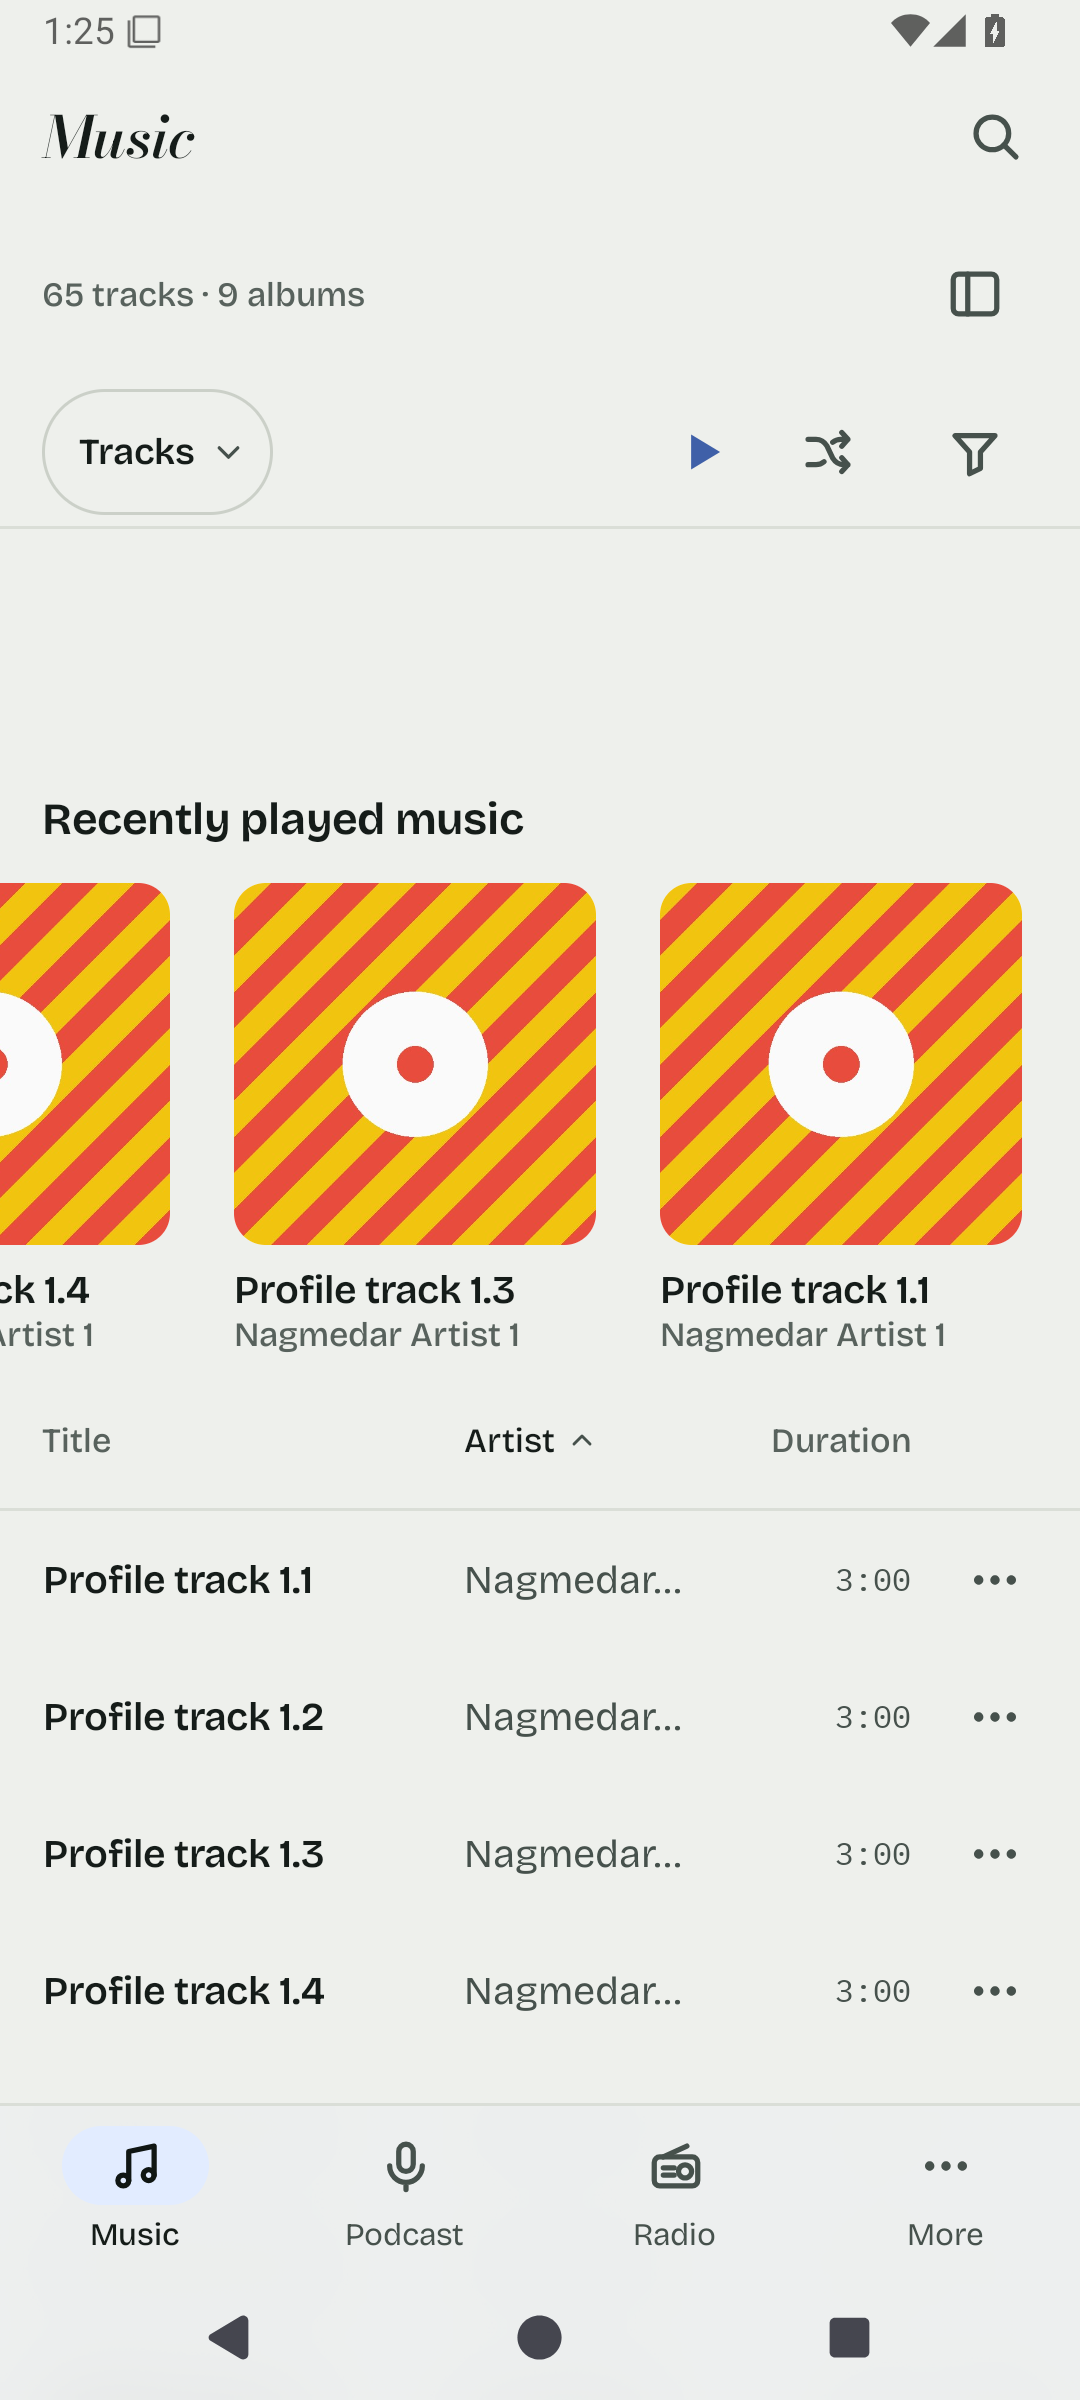 1:25
Music
65 tracks · 9 albums
Tracks
Recently played music
ck 1.4
Artist 1
Profile track 1.3
Nagmedar Artist 1
Profile track 1.1
Nagmedar Artist 1
Title Artist Duration
Profile track 1.1 Nagmedar... 3:00
Profile track 1.2 Nagmedar... 3:00
Profile track 1.3 Nagmedar... 3:00
Profile track 1.4 Nagmedar... 3:00
Music Podcast Radio More